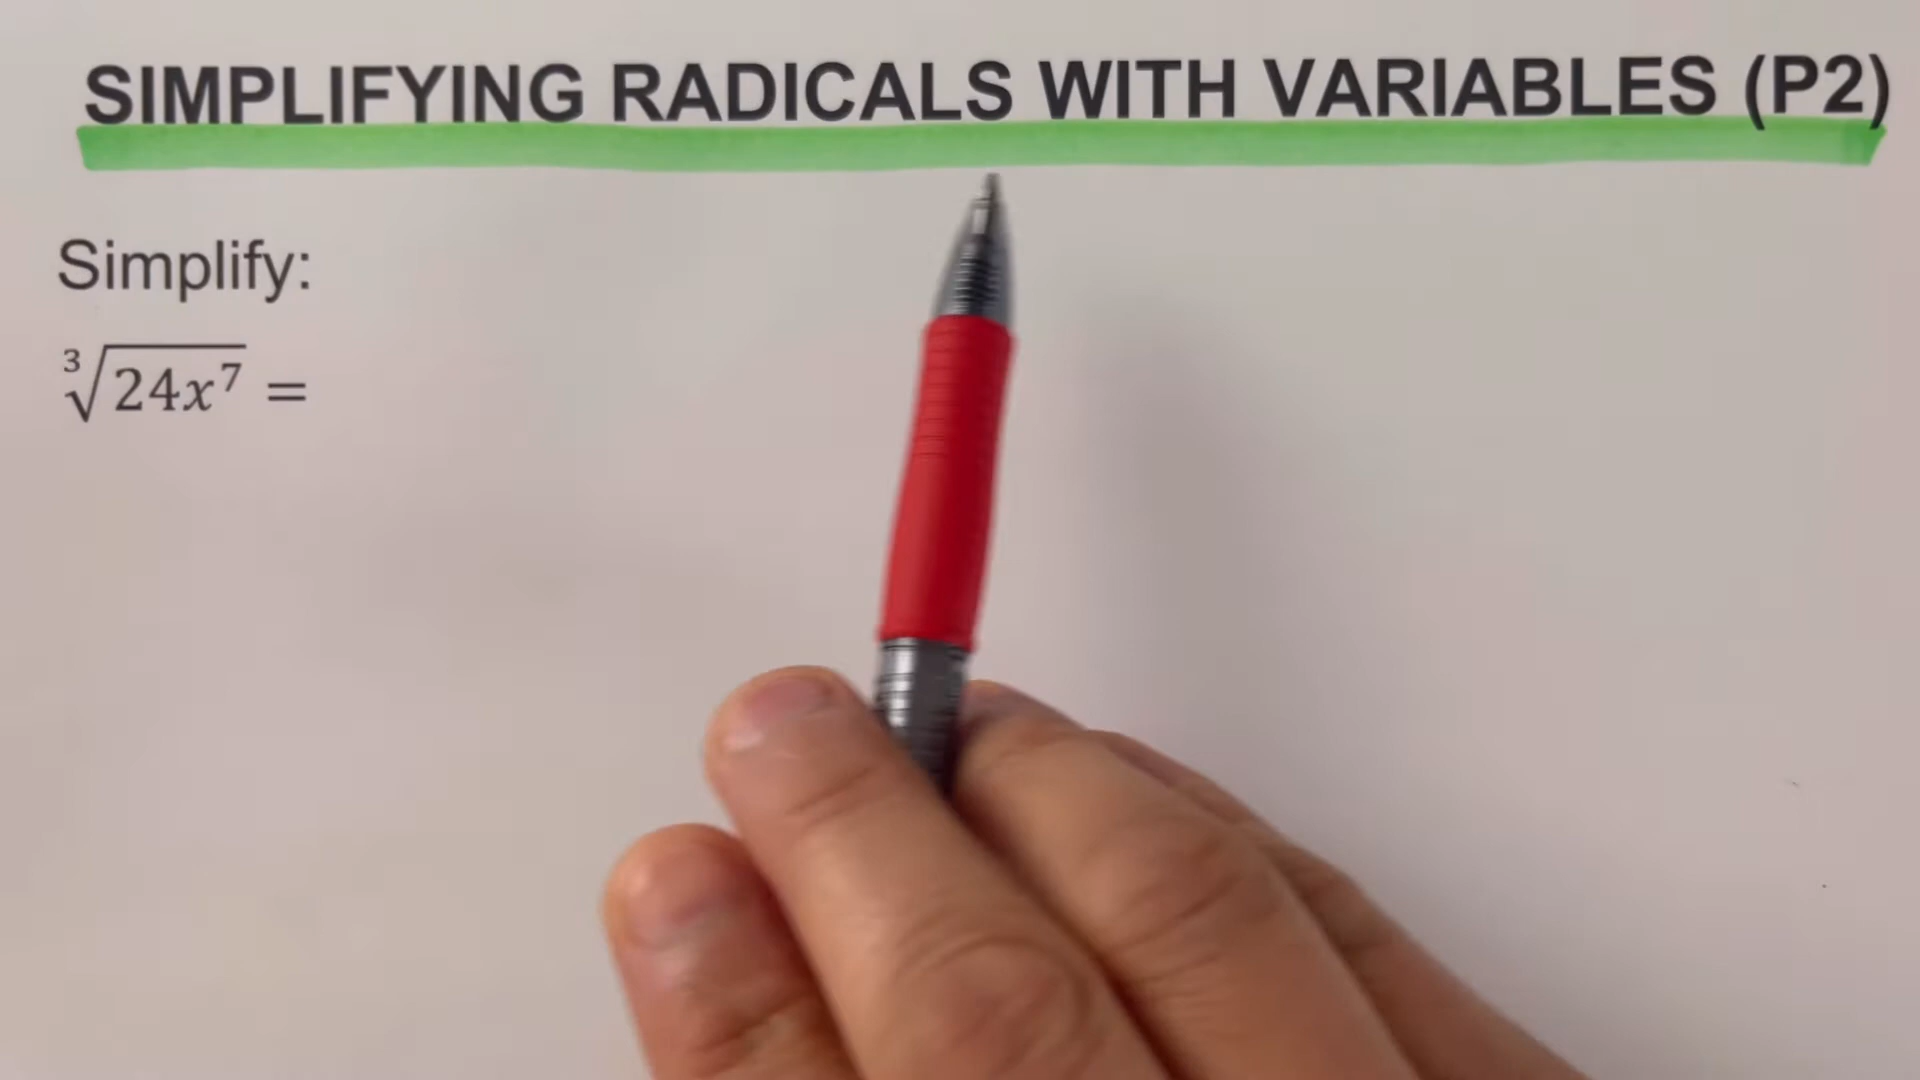 SIMPLIFYING RADICALS WITH VARIABLES (P2)
Simplify:
∛24x⁷ =